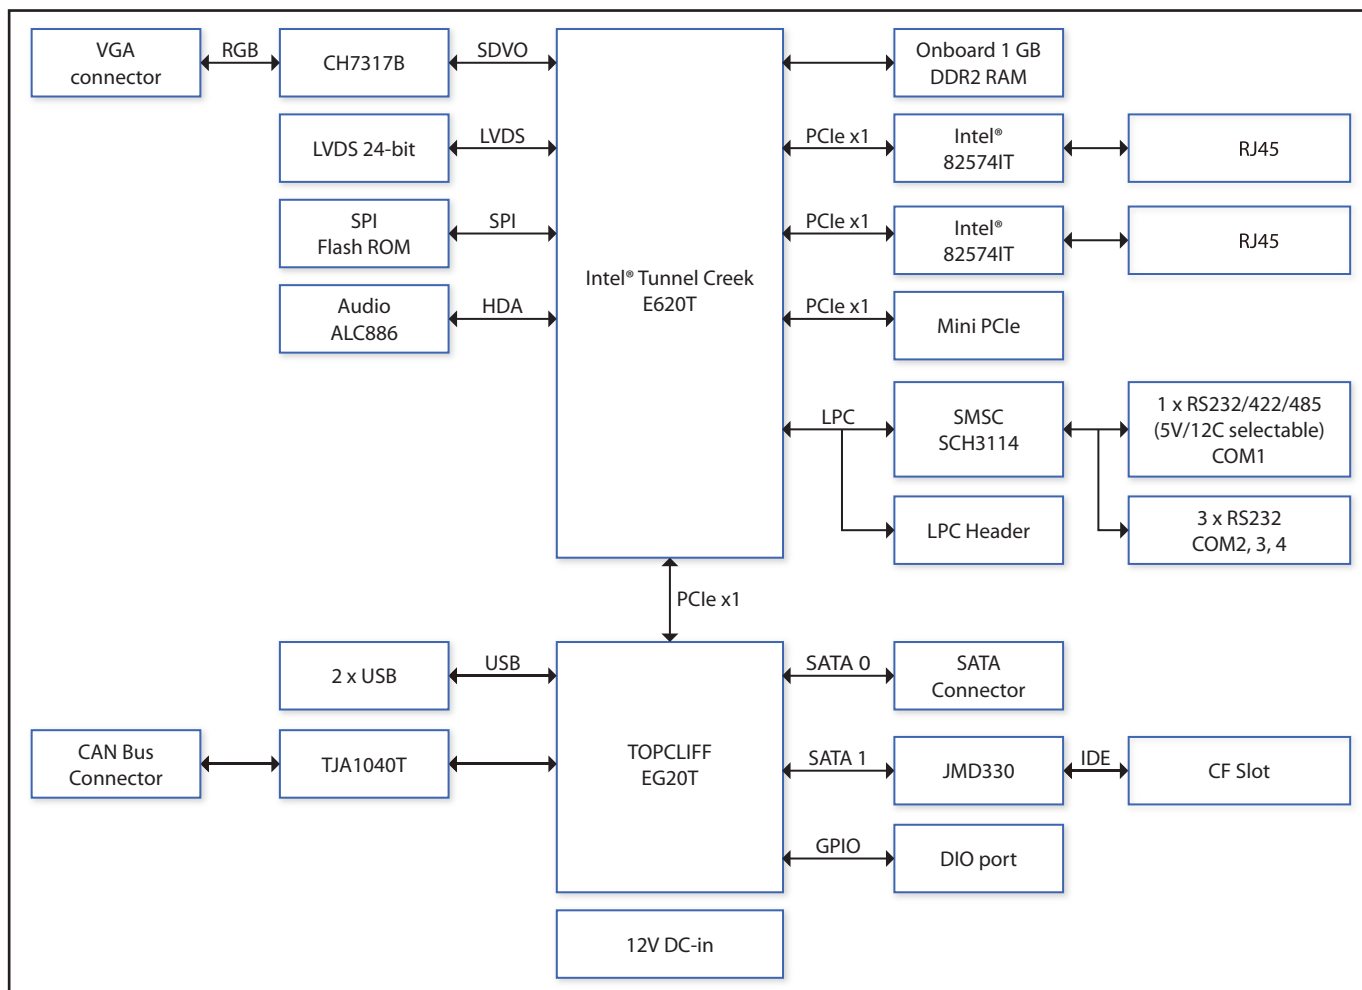 VGA
connector
RGB
CH7317B
SDVO
Onboard 1 GB
DDR2 RAM
LVDS 24-bit
LVDS
PCIe x1
Intel®
82574IT
RJ45
SPI
Flash ROM
SPI
PCIe x1
Intel®
82574IT
RJ45
Intel® Tunnel Creek
E620T
Audio
ALC886
HDA
PCIe x1
Mini PCIe
LPC
SMSC
SCH3114
1 x RS232/422/485
(5V/12C selectable)
COM1
LPC Header
3 x RS232
COM2, 3, 4
PCIe x1
2 x USB
USB
SATA 0
SATA
Connector
CAN Bus
Connector
TJA1040T
TOPCLIFF
EG20T
SATA 1
JMD330
IDE
CF Slot
GPIO
DIO port
12V DC-in